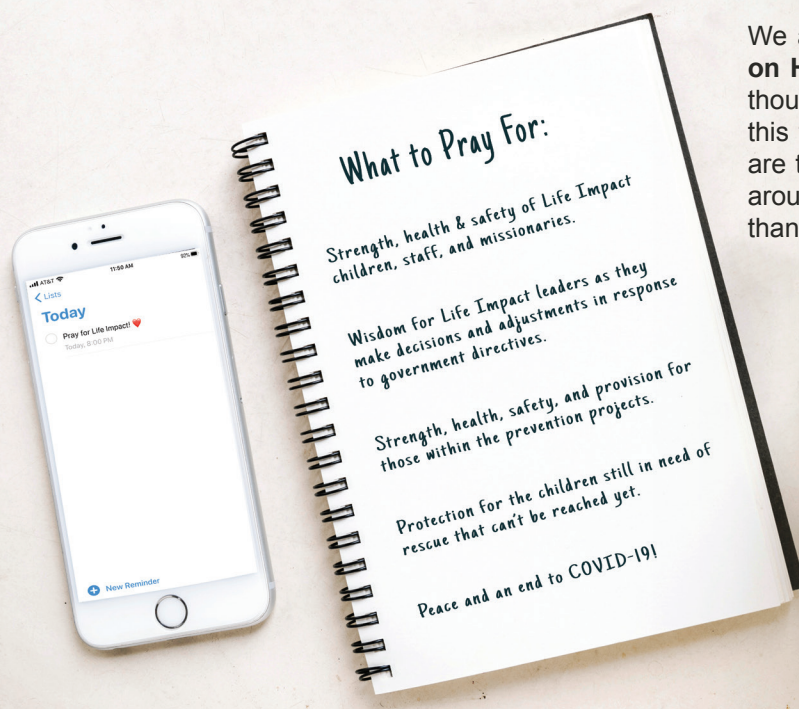 AT&T
11:50 AM
92%
Lists
Today
Pray for Life Impact! ❤️
Today, 8:00 PM
New Reminder
What to Pray For:
Strength, health & safety of Life Impact
children, staff, and missionaries.
Wisdom for Life Impact leaders as they
make decisions and adjustments in response
to government directives.
Strength, health, safety, and provision for
those within the prevention projects.
Protection for the children still in need of
rescue that can't be reached yet.
Peace and an end to COVID-19!
We
on
this
are